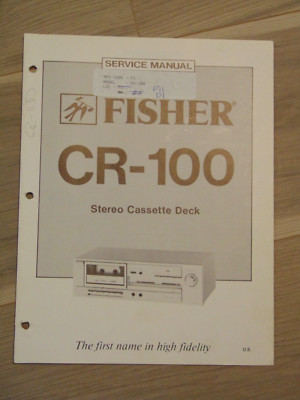 SERVICE MANUAL
FISHER
CR-100
Stereo Cassette Deck
The first name in high fidelity